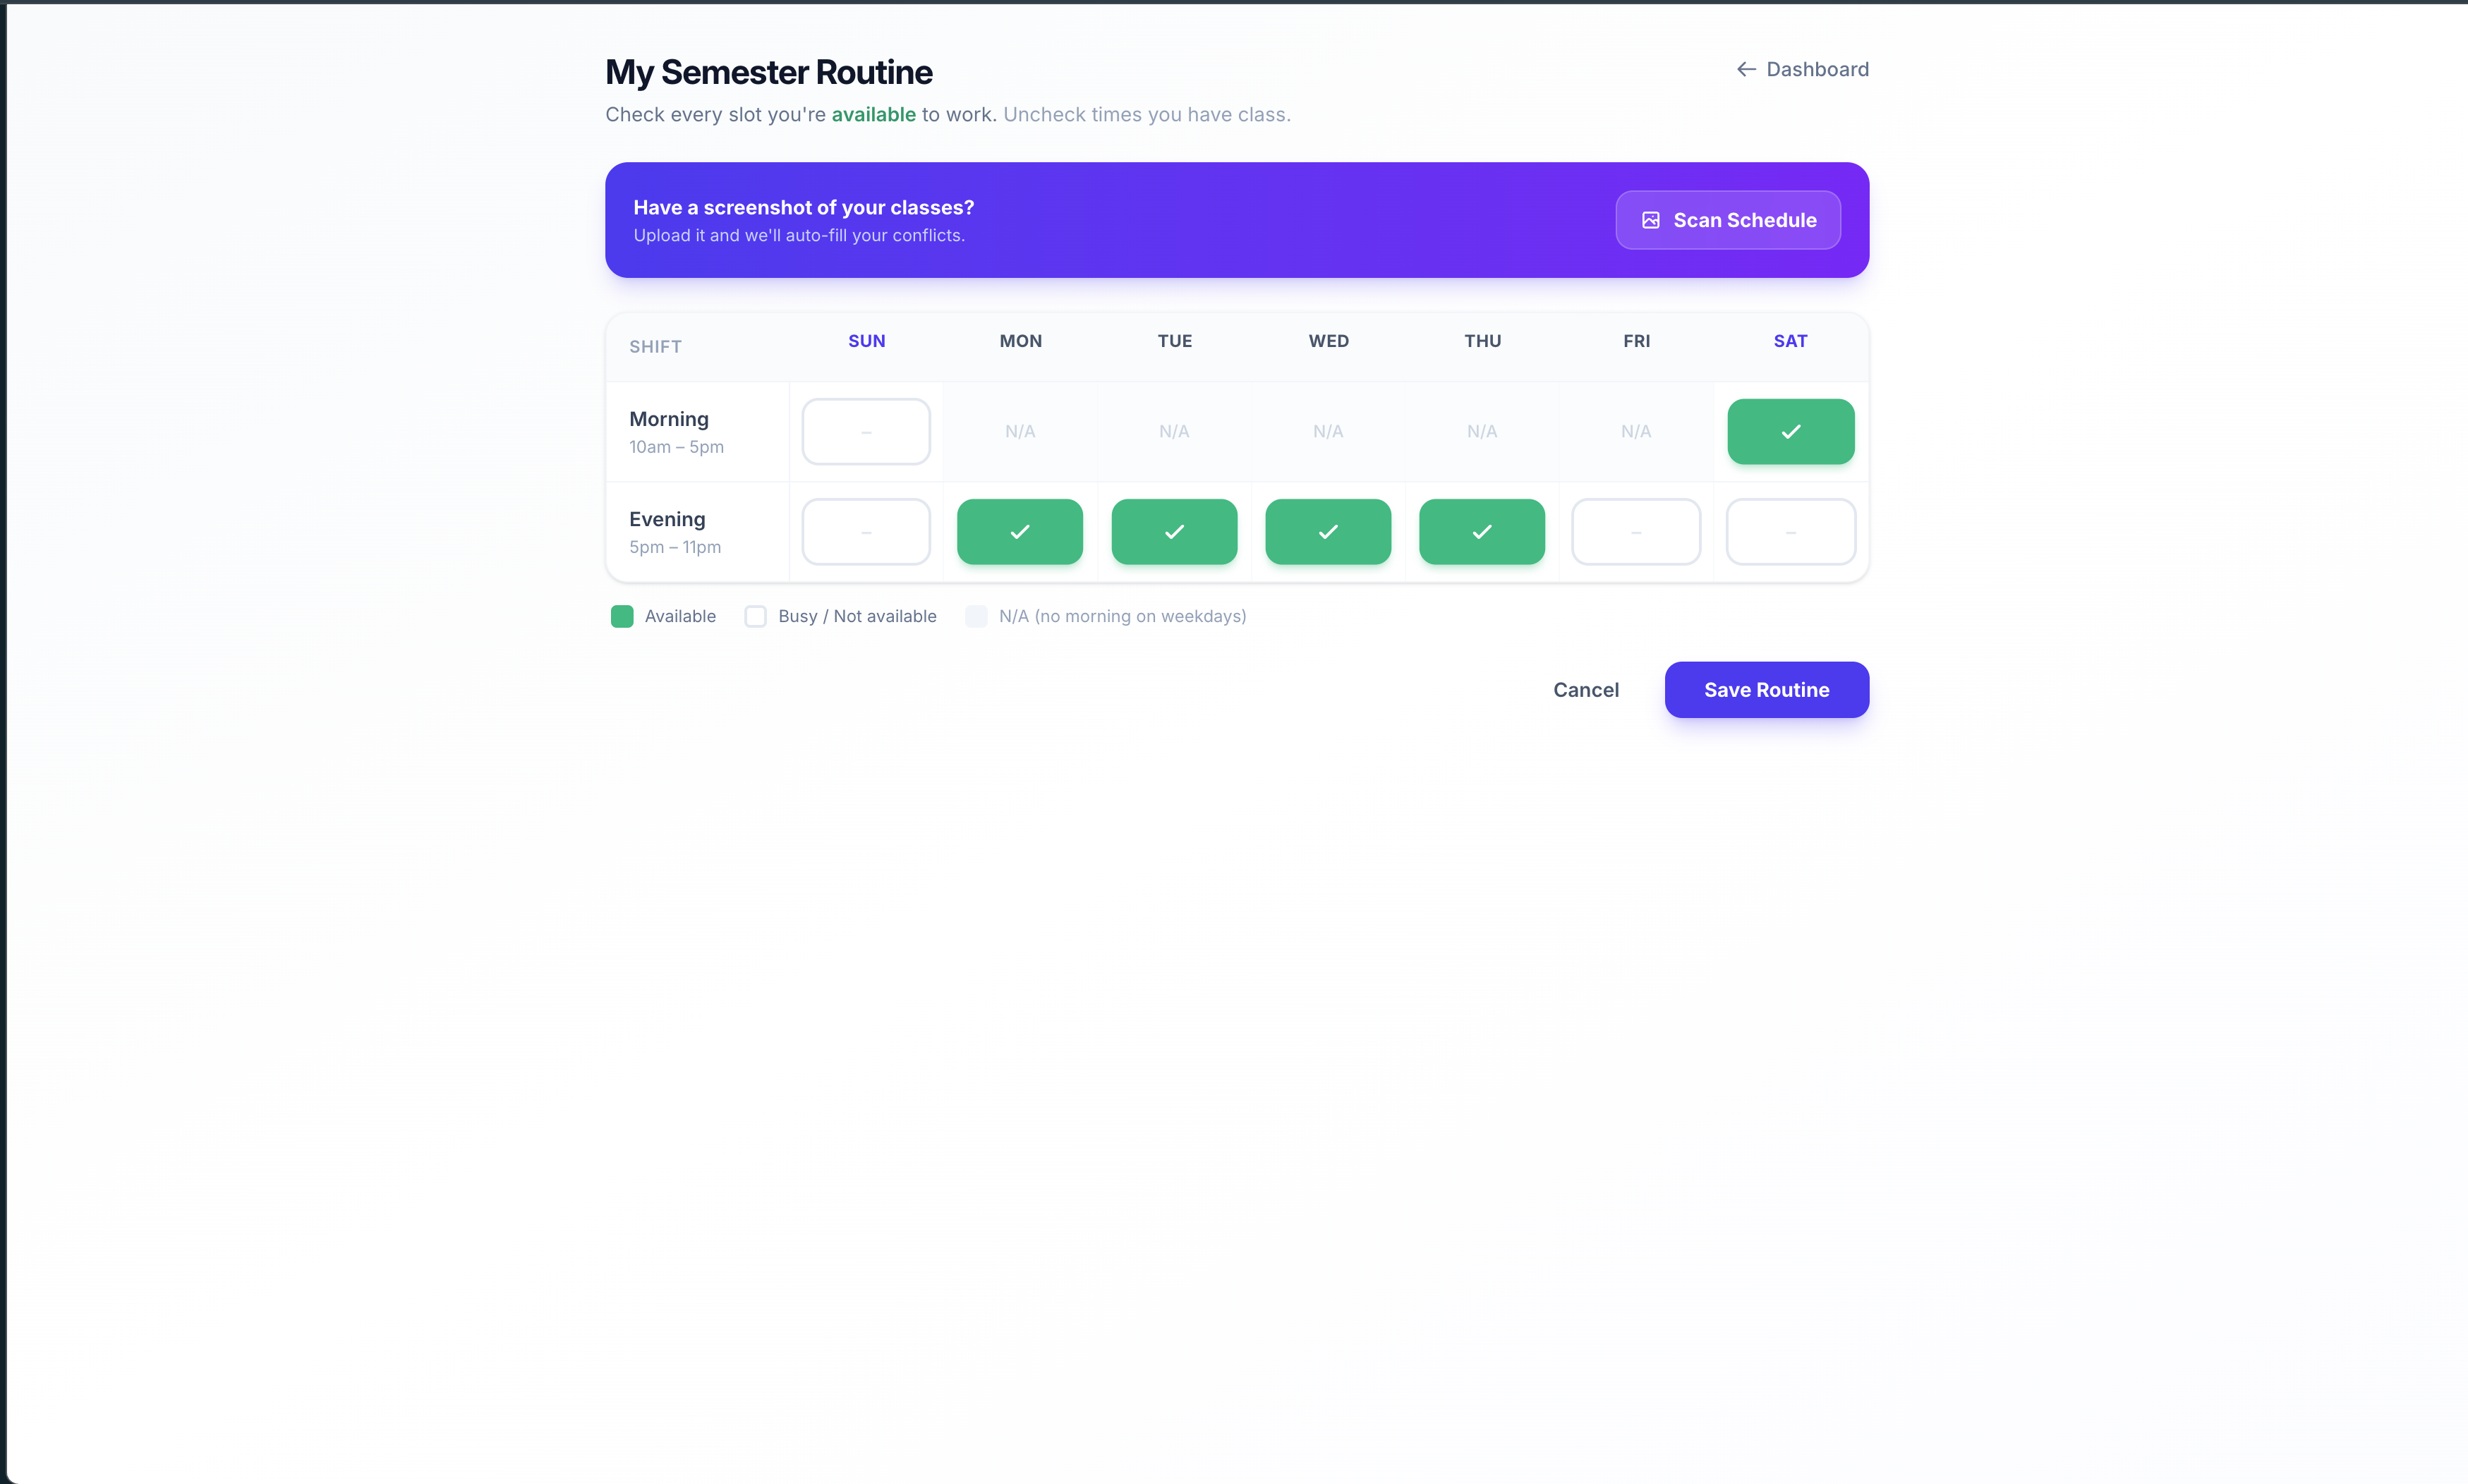 My Semester Routine
← Dashboard
Check every slot you're available to work. Uncheck times you have class.
Have a screenshot of your classes?
Upload it and we'll auto-fill your conflicts.
Scan Schedule
SHIFT SUN MON TUE WED THU FRI SAT
Morning
10am – 5pm
– N/A N/A N/A N/A N/A ✓
Evening
5pm – 11pm
– ✓ ✓ ✓ ✓ – –
Available Busy / Not available N/A (no morning on weekdays)
Cancel Save Routine